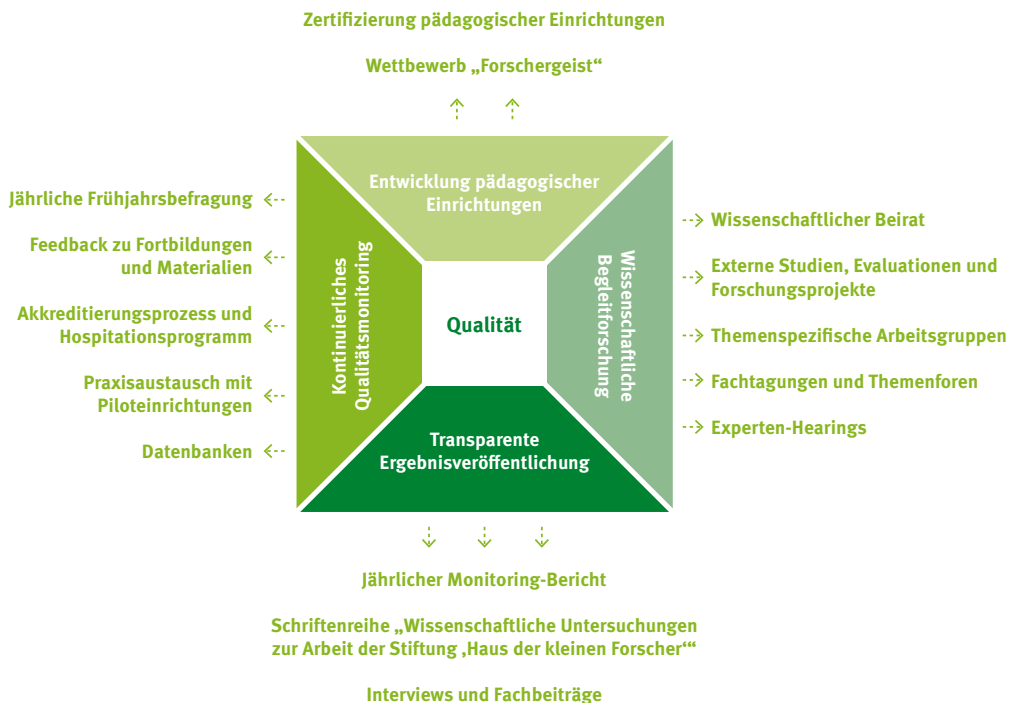 Zertifizierung pädagogischer Einrichtungen
Wettbewerb „Forschergeist“
Entwicklung pädagogischer
Einrichtungen
Jährliche Frühjahrsbefragung
Feedback zu Fortbildungen
und Materialien
Akkreditierungsprozess und
Hospitationsprogramm
Praxisaustausch mit
Piloteinrichtungen
Datenbanken
Kontinuierliches
Qualitätsmonitoring
Qualität
Wissenschaftliche
Begleitforschung
Wissenschaftlicher Beirat
Externe Studien, Evaluationen und
Forschungsprojekte
Themenspezifische Arbeitsgruppen
Fachtagungen und Themenforen
Experten-Hearings
Transparente
Ergebnisveröffentlichung
Jährlicher Monitoring-Bericht
Schriftenreihe „Wissenschaftliche Untersuchungen
zur Arbeit der Stiftung ‚Haus der kleinen Forscher‘“
Interviews und Fachbeiträge